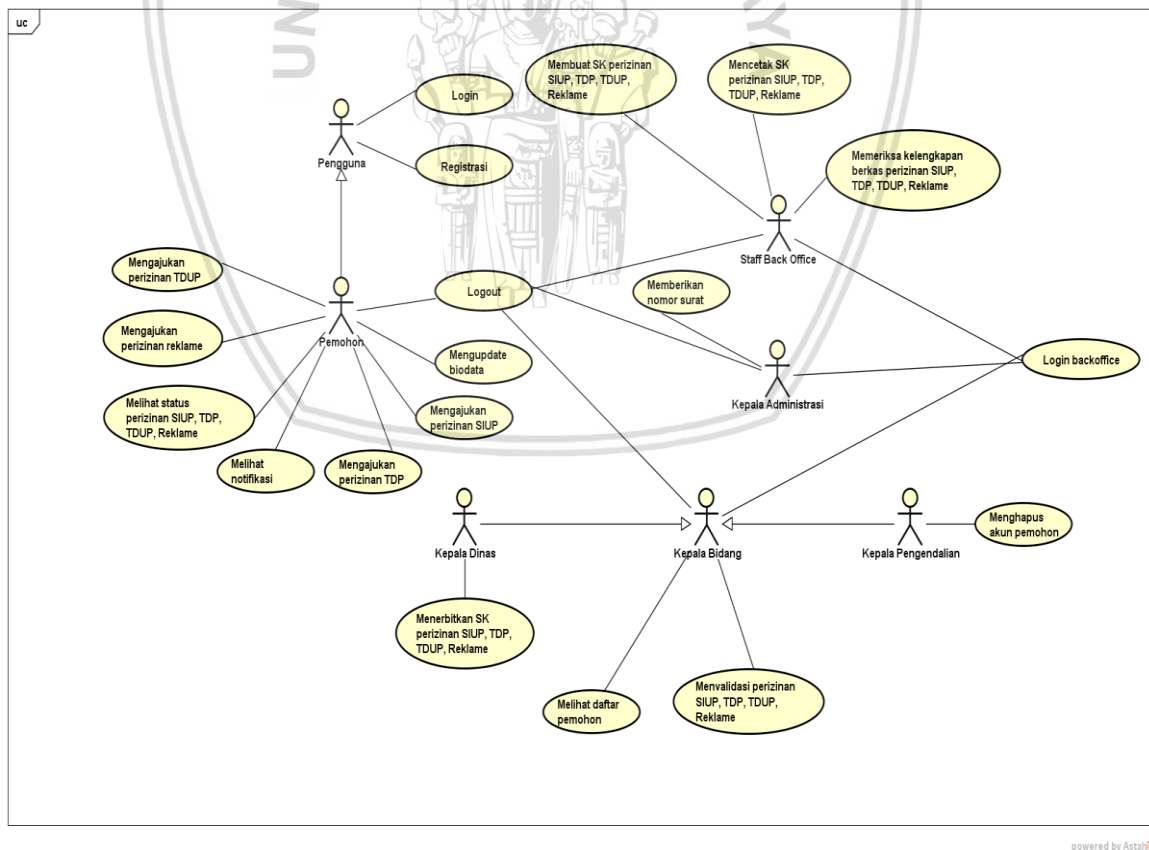 uc
Login
Pengguna
Registrasi
Membuat SK perizinan
SIUP, TDP, TDUP,
Reklame
Mencetak SK
perizinan SIUP, TDP,
TDUP, Reklame
Memeriksa kelengkapan
berkas perizinan SIUP,
TDP, TDUP, Reklame
Staff Back Office
Mengajukan
perizinan TDUP
Mengajukan
perizinan reklame
Pemohon
Logout
Memberikan
nomor surat
Mengupdate
biodata
Kepala Administrasi
Login backoffice
Melihat status
perizinan SIUP, TDP,
TDUP, Reklame
Mengajukan
perizinan SIUP
Melihat
notifikasi
Mengajukan
perizinan TDP
Kepala Dinas
Kepala Bidang
Kepala Pengendalian
Menghapus
akun pemohon
Menerbitkan SK
perizinan SIUP, TDP,
TDUP, Reklame
Melihat daftar
pemohon
Menvalidasi perizinan
SIUP, TDP, TDUP,
Reklame
powered by Astah